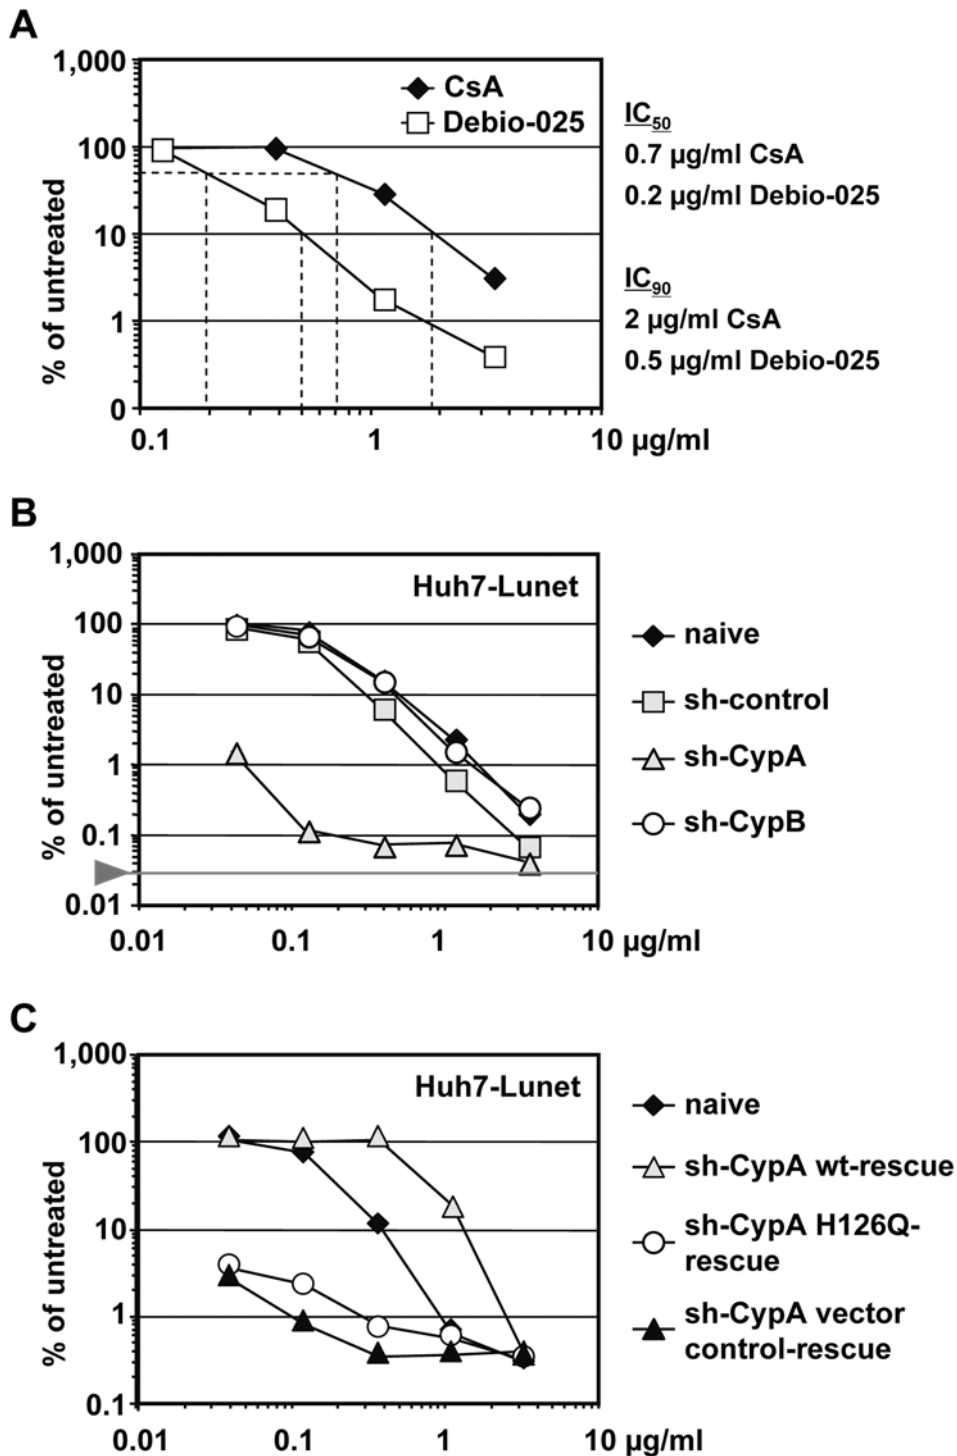 A
1,000
100
10
1
0
% of untreated
CsA
Debio-025
0.1
1
10 µg/ml
IC50
0.7 µg/ml CsA
0.2 µg/ml Debio-025
IC90
2 µg/ml CsA
0.5 µg/ml Debio-025
B
1,000
100
10
1
0.1
0.01
% of untreated
Huh7-Lunet
0.01
0.1
1
10 µg/ml
naive
sh-control
sh-CypA
sh-CypB
C
1,000
100
10
1
0.1
% of untreated
Huh7-Lunet
0.01
0.1
1
10 µg/ml
naive
sh-CypA wt-rescue
sh-CypA H126Q-
rescue
sh-CypA vector
control-rescue